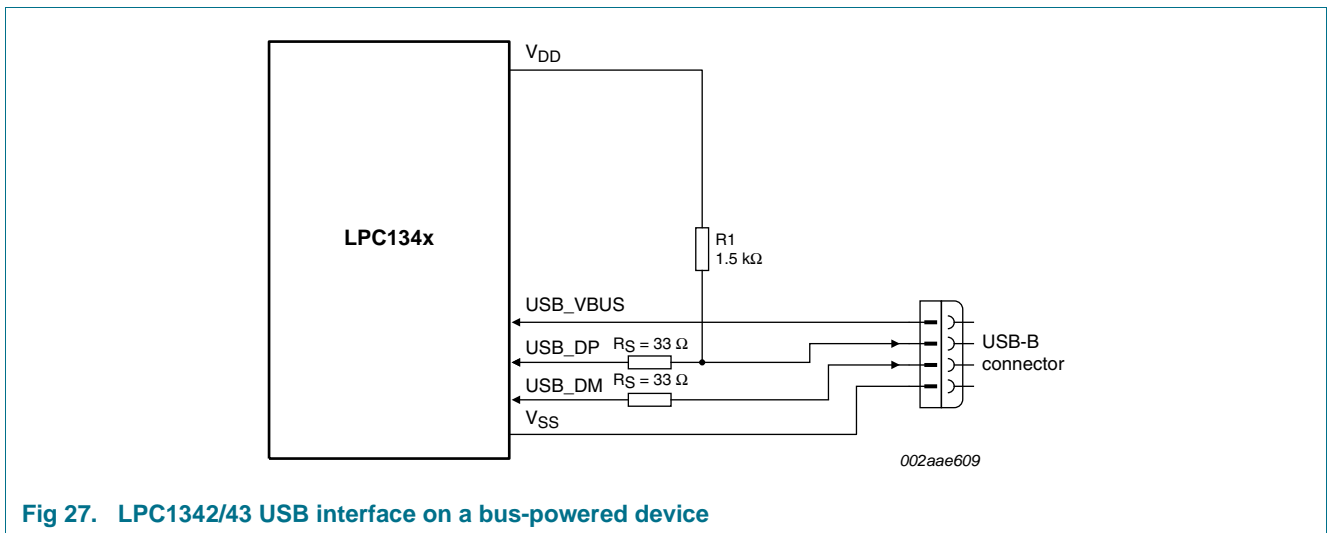 V_DD
LPC134x
R1
1.5 kΩ
USB_VBUS
USB_DP R_S = 33 Ω
USB_DM R_S = 33 Ω
V_SS
USB-B
connector
002aae609
Fig 27. LPC1342/43 USB interface on a bus-powered device